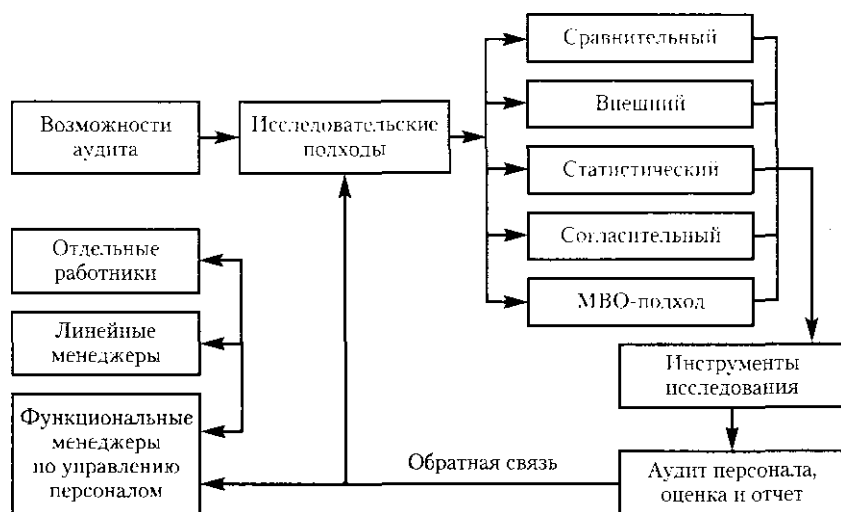 Сравнительный
Внешний
Возможности
аудита
Исследовательские
подходы
Статистический
Согласительный
МВО-подход
Отдельные
работники
Линейные
менеджеры
Функциональные
менеджеры
по управлению
персоналом
Инструменты
исследования
Обратная связь
Аудит персонала,
оценка и отчет